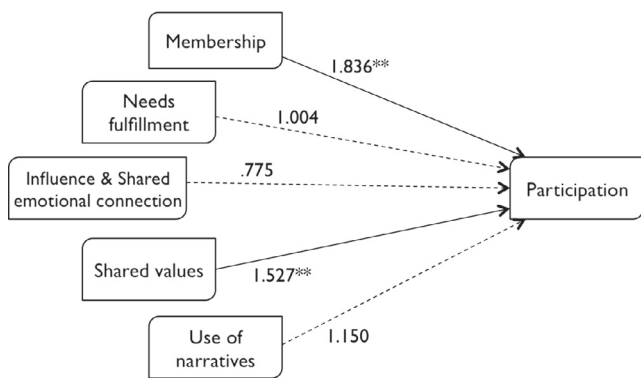 Membership
1.836**
Needs
fulfillment
1.004
Influence & Shared
emotional connection
.775
Participation
Shared values
1.527**
Use of
narratives
1.150